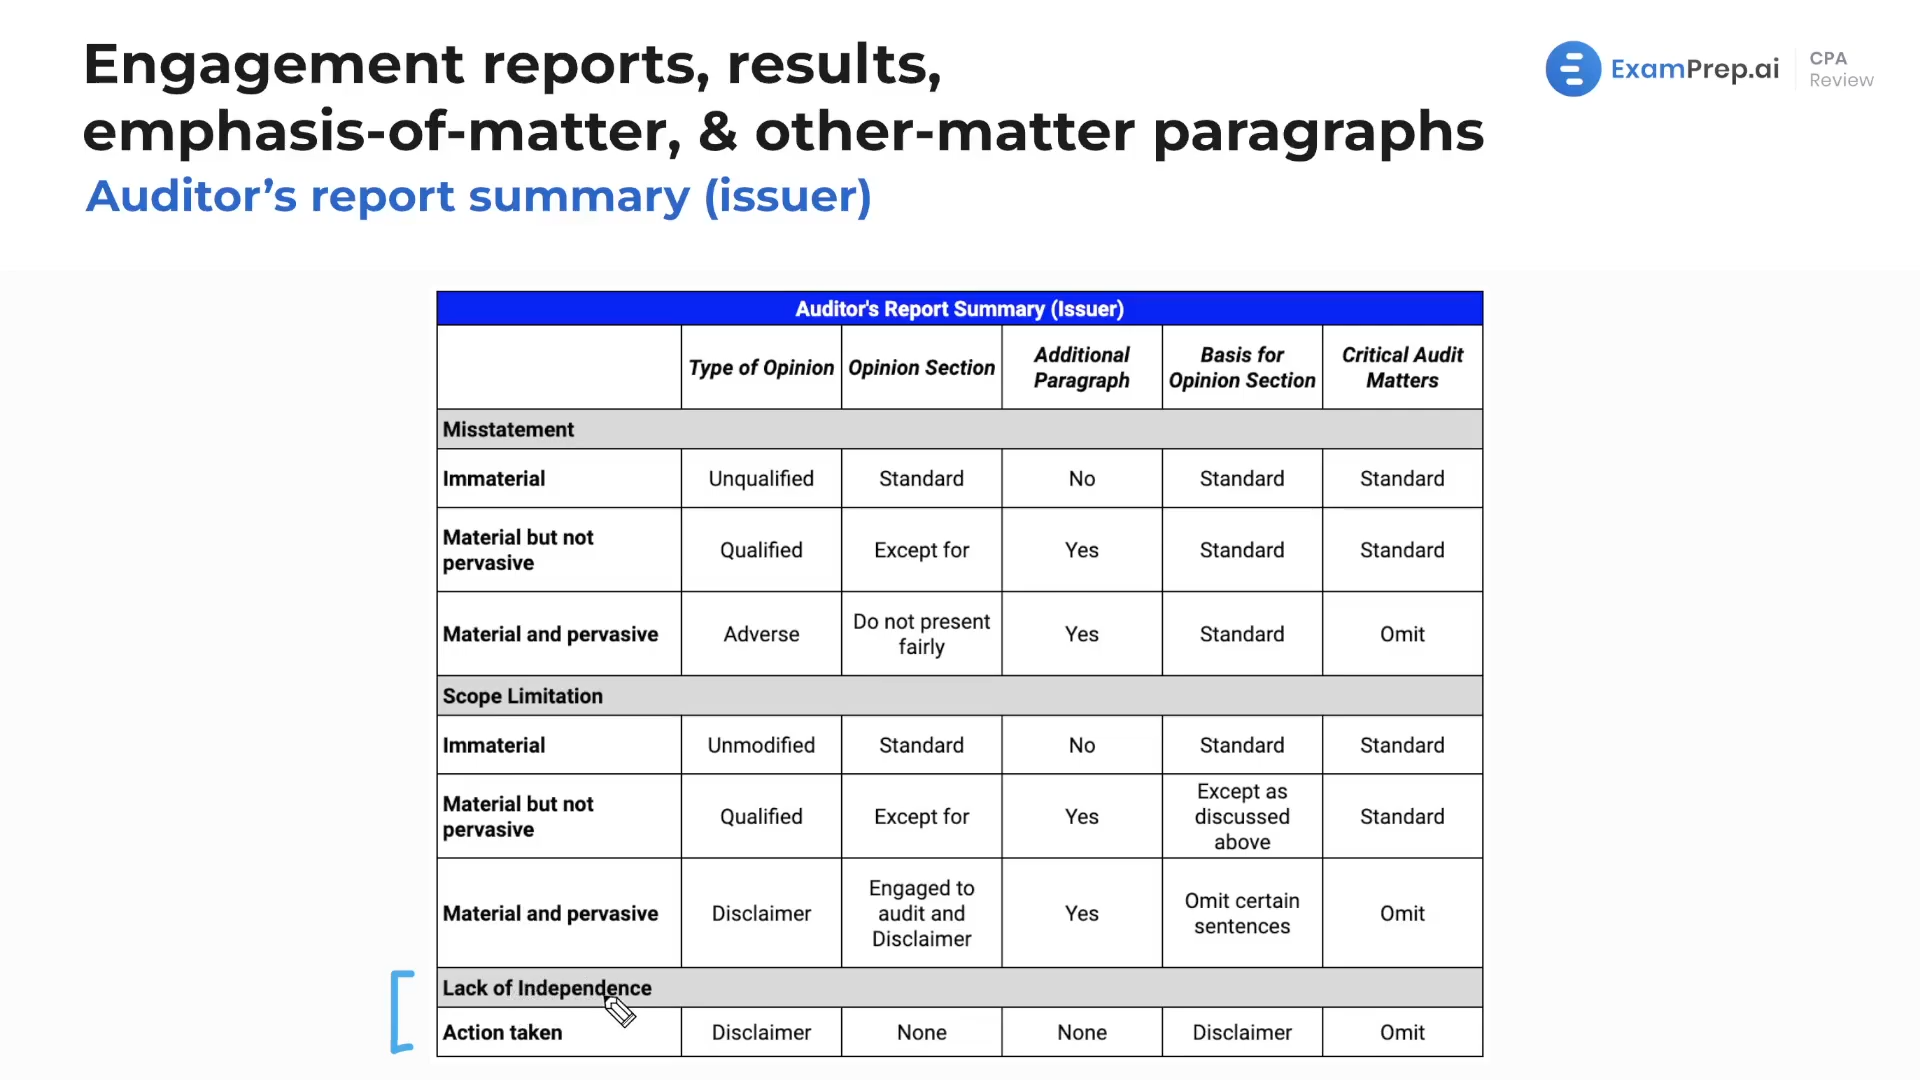 Engagement reports, results,
emphasis-of-matter, & other-matter paragraphs
Auditor's report summary (issuer)
ExamPrep.ai
CPA
Review
Auditor's Report Summary (Issuer)
Type of Opinion
Opinion Section
Additional
Paragraph
Basis for
Opinion Section
Critical Audit
Matters
Misstatement
Immaterial
Unqualified
Standard
No
Standard
Standard
Material but not
pervasive
Qualified
Except for
Yes
Standard
Standard
Material and pervasive
Adverse
Do not present
fairly
Yes
Standard
Omit
Scope Limitation
Immaterial
Unmodified
Standard
No
Standard
Standard
Material but not
pervasive
Qualified
Except for
Yes
Except as
discussed
above
Standard
Material and pervasive
Disclaimer
Engaged to
audit and
Disclaimer
Yes
Omit certain
sentences
Omit
Lack of Independence
Action taken
Disclaimer
None
None
Disclaimer
Omit